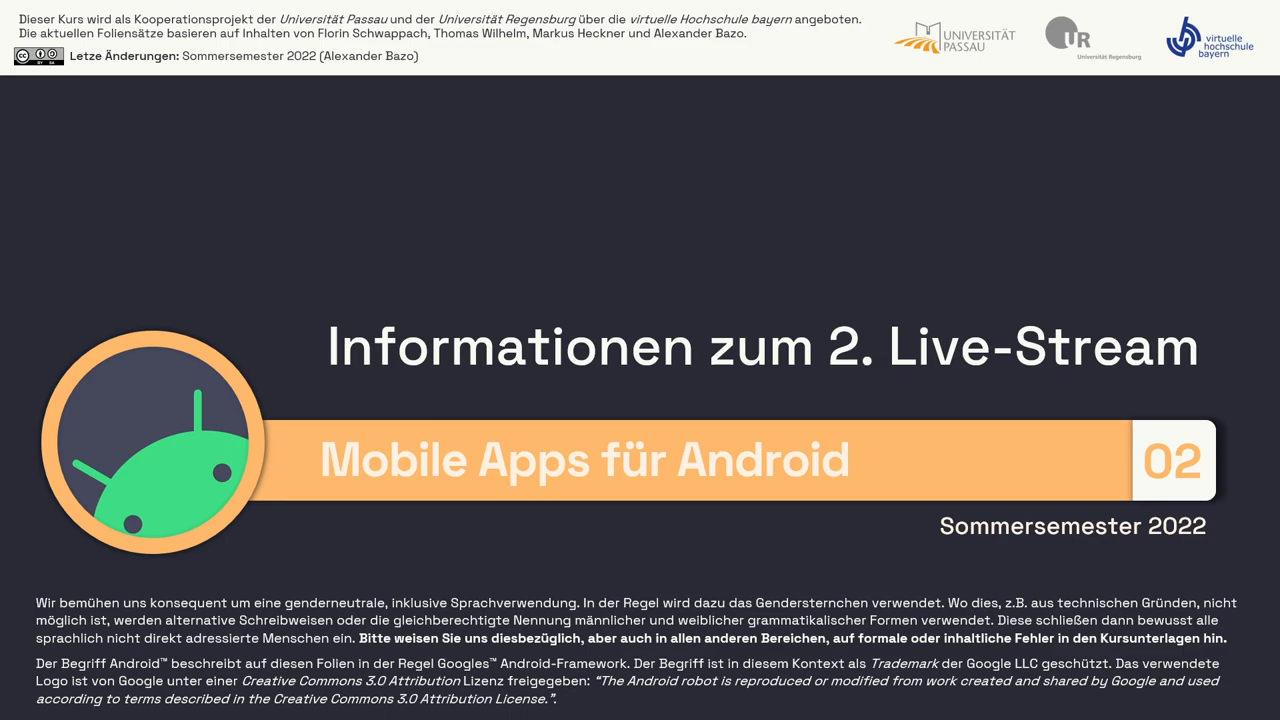 Dieser Kurs wird als Kooperationsprojekt der Universität Passau und der Universität Regensburg über die virtuelle Hochschule bayern angeboten.
Die aktuellen Foliensätze basieren auf Inhalten von Florin Schwappach, Thomas Wilhelm, Markus Heckner und Alexander Bazo.
cc BY SA Letze Änderungen: Sommersemester 2022 (Alexander Bazo)
UNIVERSITÄT
PASSAU
UR
Universität Regensburg
virtuelle
hochschule
bayern
Informationen zum 2. Live-Stream
Mobile Apps für Android
02
Sommersemester 2022
Wir bemühen uns konsequent um eine genderneutrale, inklusive Sprachverwendung. In der Regel wird dazu das Gendersternchen verwendet. Wo dies, z.B. aus technischen Gründen, nicht
möglich ist, werden alternative Schreibweisen oder die gleichberechtigte Nennung männlicher und weiblicher grammatikalischer Formen verwendet. Diese schließen dann bewusst alle
sprachlich nicht direkt adressierte Menschen ein. Bitte weisen Sie uns diesbezüglich, aber auch in allen anderen Bereichen, auf formale oder inhaltliche Fehler in den Kursunterlagen hin.
Der Begriff Android™ beschreibt auf diesen Folien in der Regel Googles™ Android-Framework. Der Begriff ist in diesem Kontext als Trademark der Google LLC geschützt. Das verwendete
Logo ist von Google unter einer Creative Commons 3.0 Attribution Lizenz freigegeben: “The Android robot is reproduced or modified from work created and shared by Google and used
according to terms described in the Creative Commons 3.0 Attribution License.”.